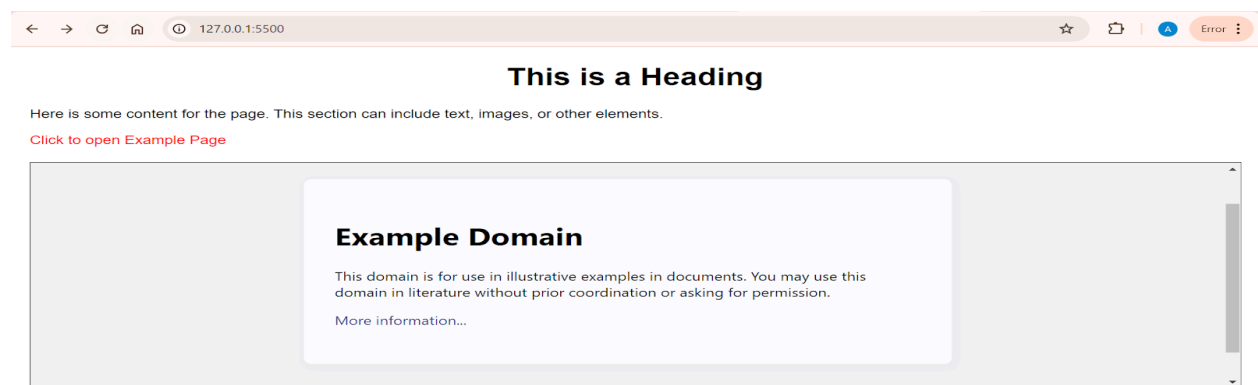 127.0.0.1:5500
A
Error
This is a Heading
Here is some content for the page. This section can include text, images, or other elements.
Click to open Example Page
Example Domain
This domain is for use in illustrative examples in documents. You may use this
domain in literature without prior coordination or asking for permission.
More information...